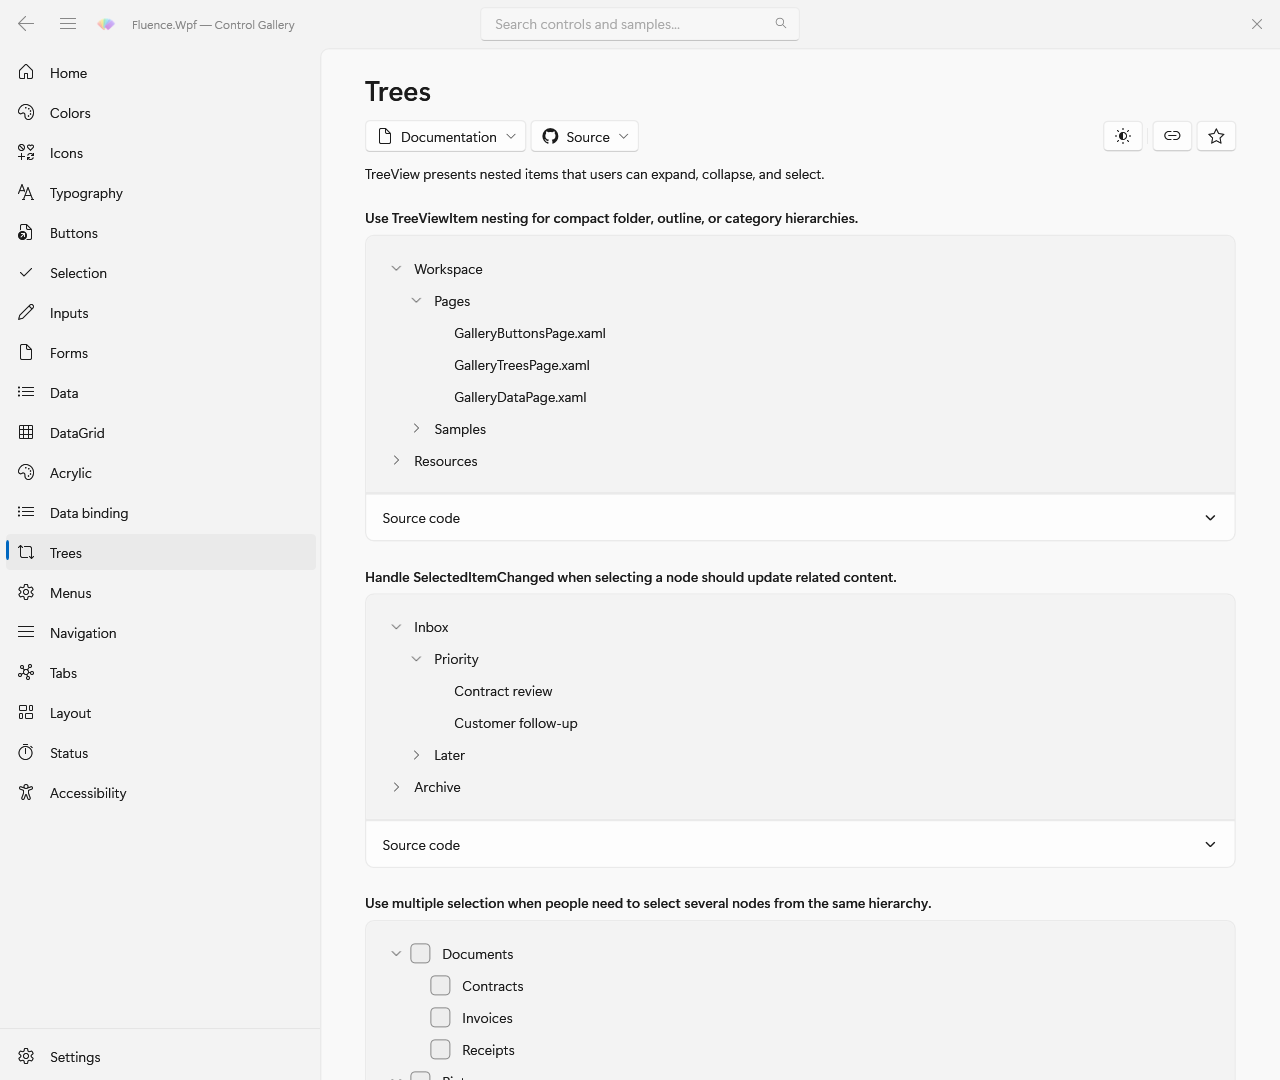 Fluence.Wpf — Control Gallery
Search controls and samples...
Home
Colors
Icons
Typography
Buttons
Selection
Inputs
Forms
Data
DataGrid
Acrylic
Data binding
Trees
Menus
Navigation
Tabs
Layout
Status
Accessibility
Settings
Trees
Documentation
Source
TreeView presents nested items that users can expand, collapse, and select.
Use TreeViewItem nesting for compact folder, outline, or category hierarchies.
Workspace
Pages
GalleryButtonsPage.xaml
GalleryTreesPage.xaml
GalleryDataPage.xaml
Samples
Resources
Source code
Handle SelectedItemChanged when selecting a node should update related content.
Inbox
Priority
Contract review
Customer follow-up
Later
Archive
Source code
Use multiple selection when people need to select several nodes from the same hierarchy.
Documents
Contracts
Invoices
Receipts